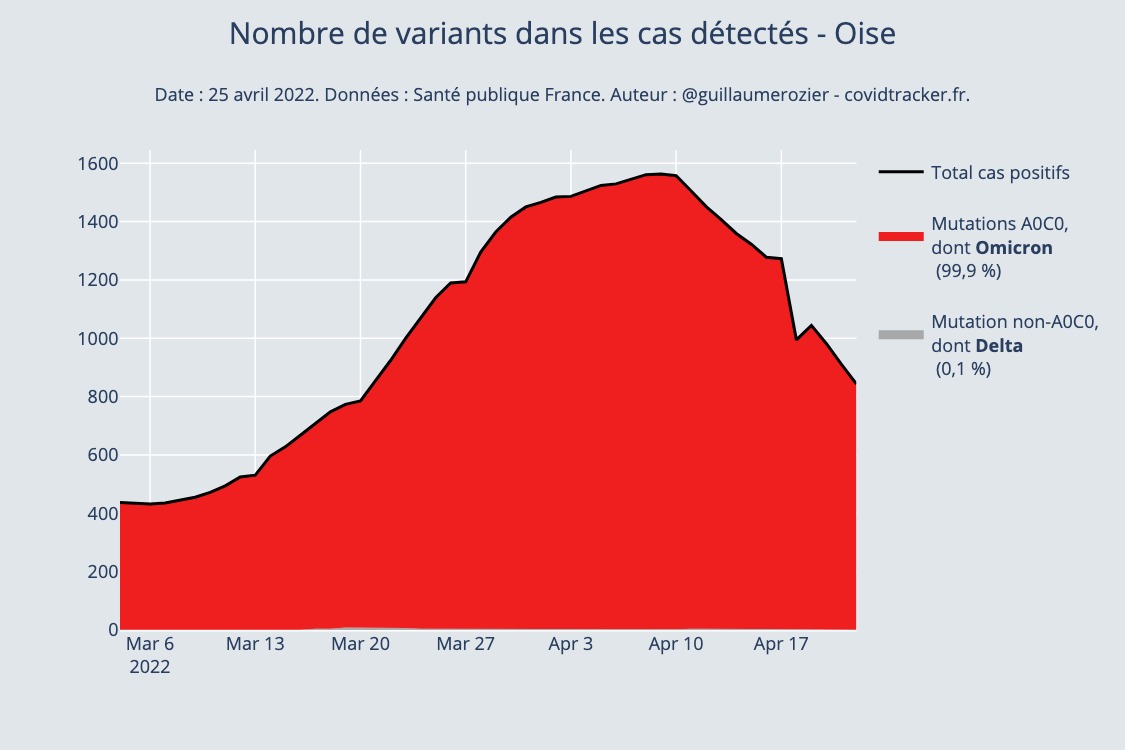 Nombre de variants dans les cas détectés - Oise
Date : 25 avril 2022. Données : Santé publique France. Auteur : @guillaumerozier - covidtracker.fr.
1600
1400
1200
1000
800
600
400
200
0
Mar 6
2022
Mar 13
Mar 20
Mar 27
Apr 3
Apr 10
Apr 17
Total cas positifs
Mutations A0C0,
dont Omicron
(99,9 %)
Mutation non-A0C0,
dont Delta
(0,1 %)